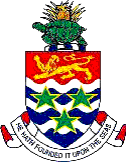 HE HATH FOUNDED IT UPON THE SEAS